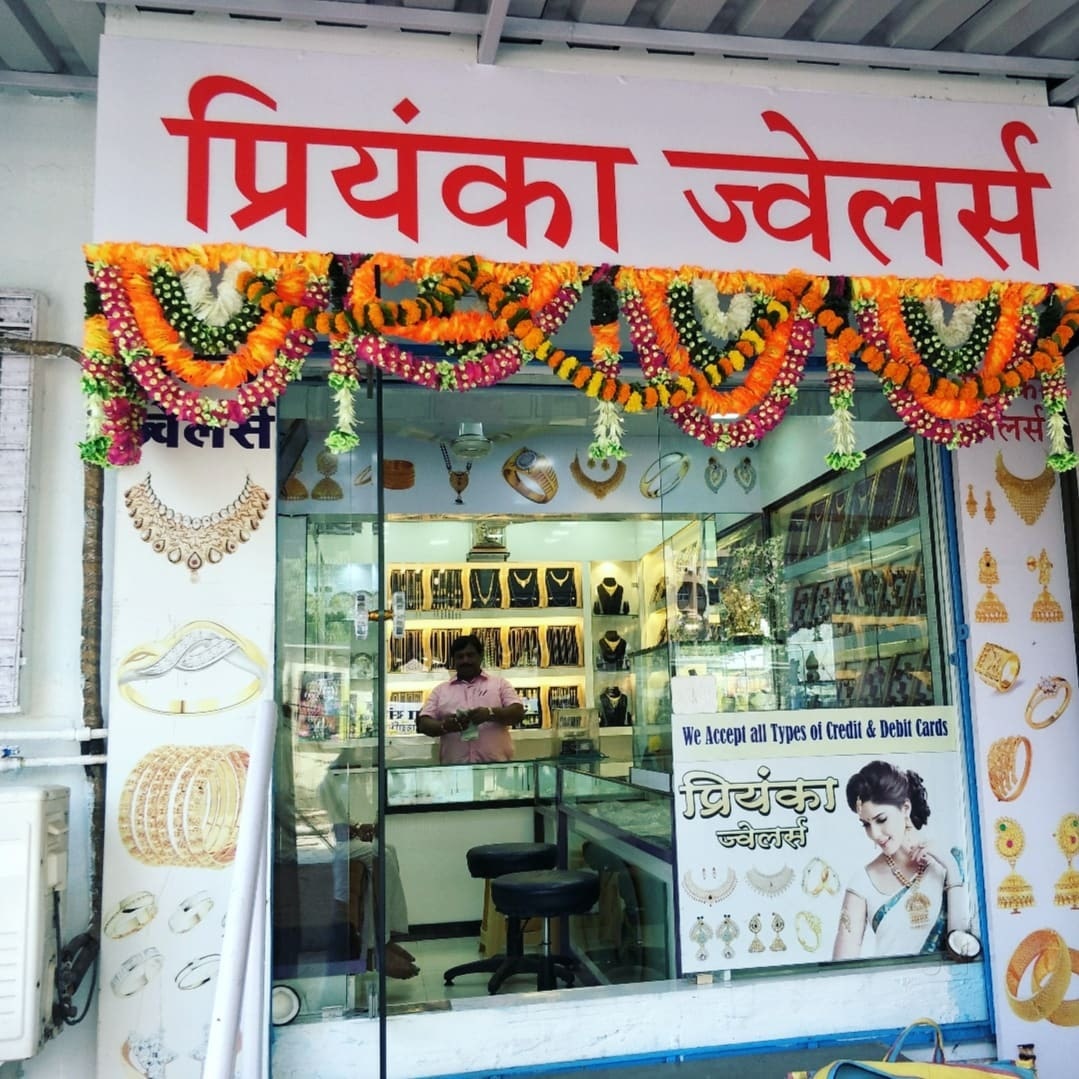 प्रियंका ज्वेलर्स
ज्वेलर्स
ज्वेलर्स
We Accept all Types of Credit & Debit Cards
प्रियंका
ज्वेलर्स